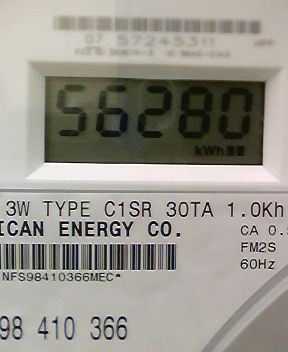 07 57245311
56280
kWh
3W TYPE C1SR 30TA 1.0Kh
ICAN ENERGY CO.
CA 0.5
FM2S
60Hz
NFS98410366MEC*
98 410 366